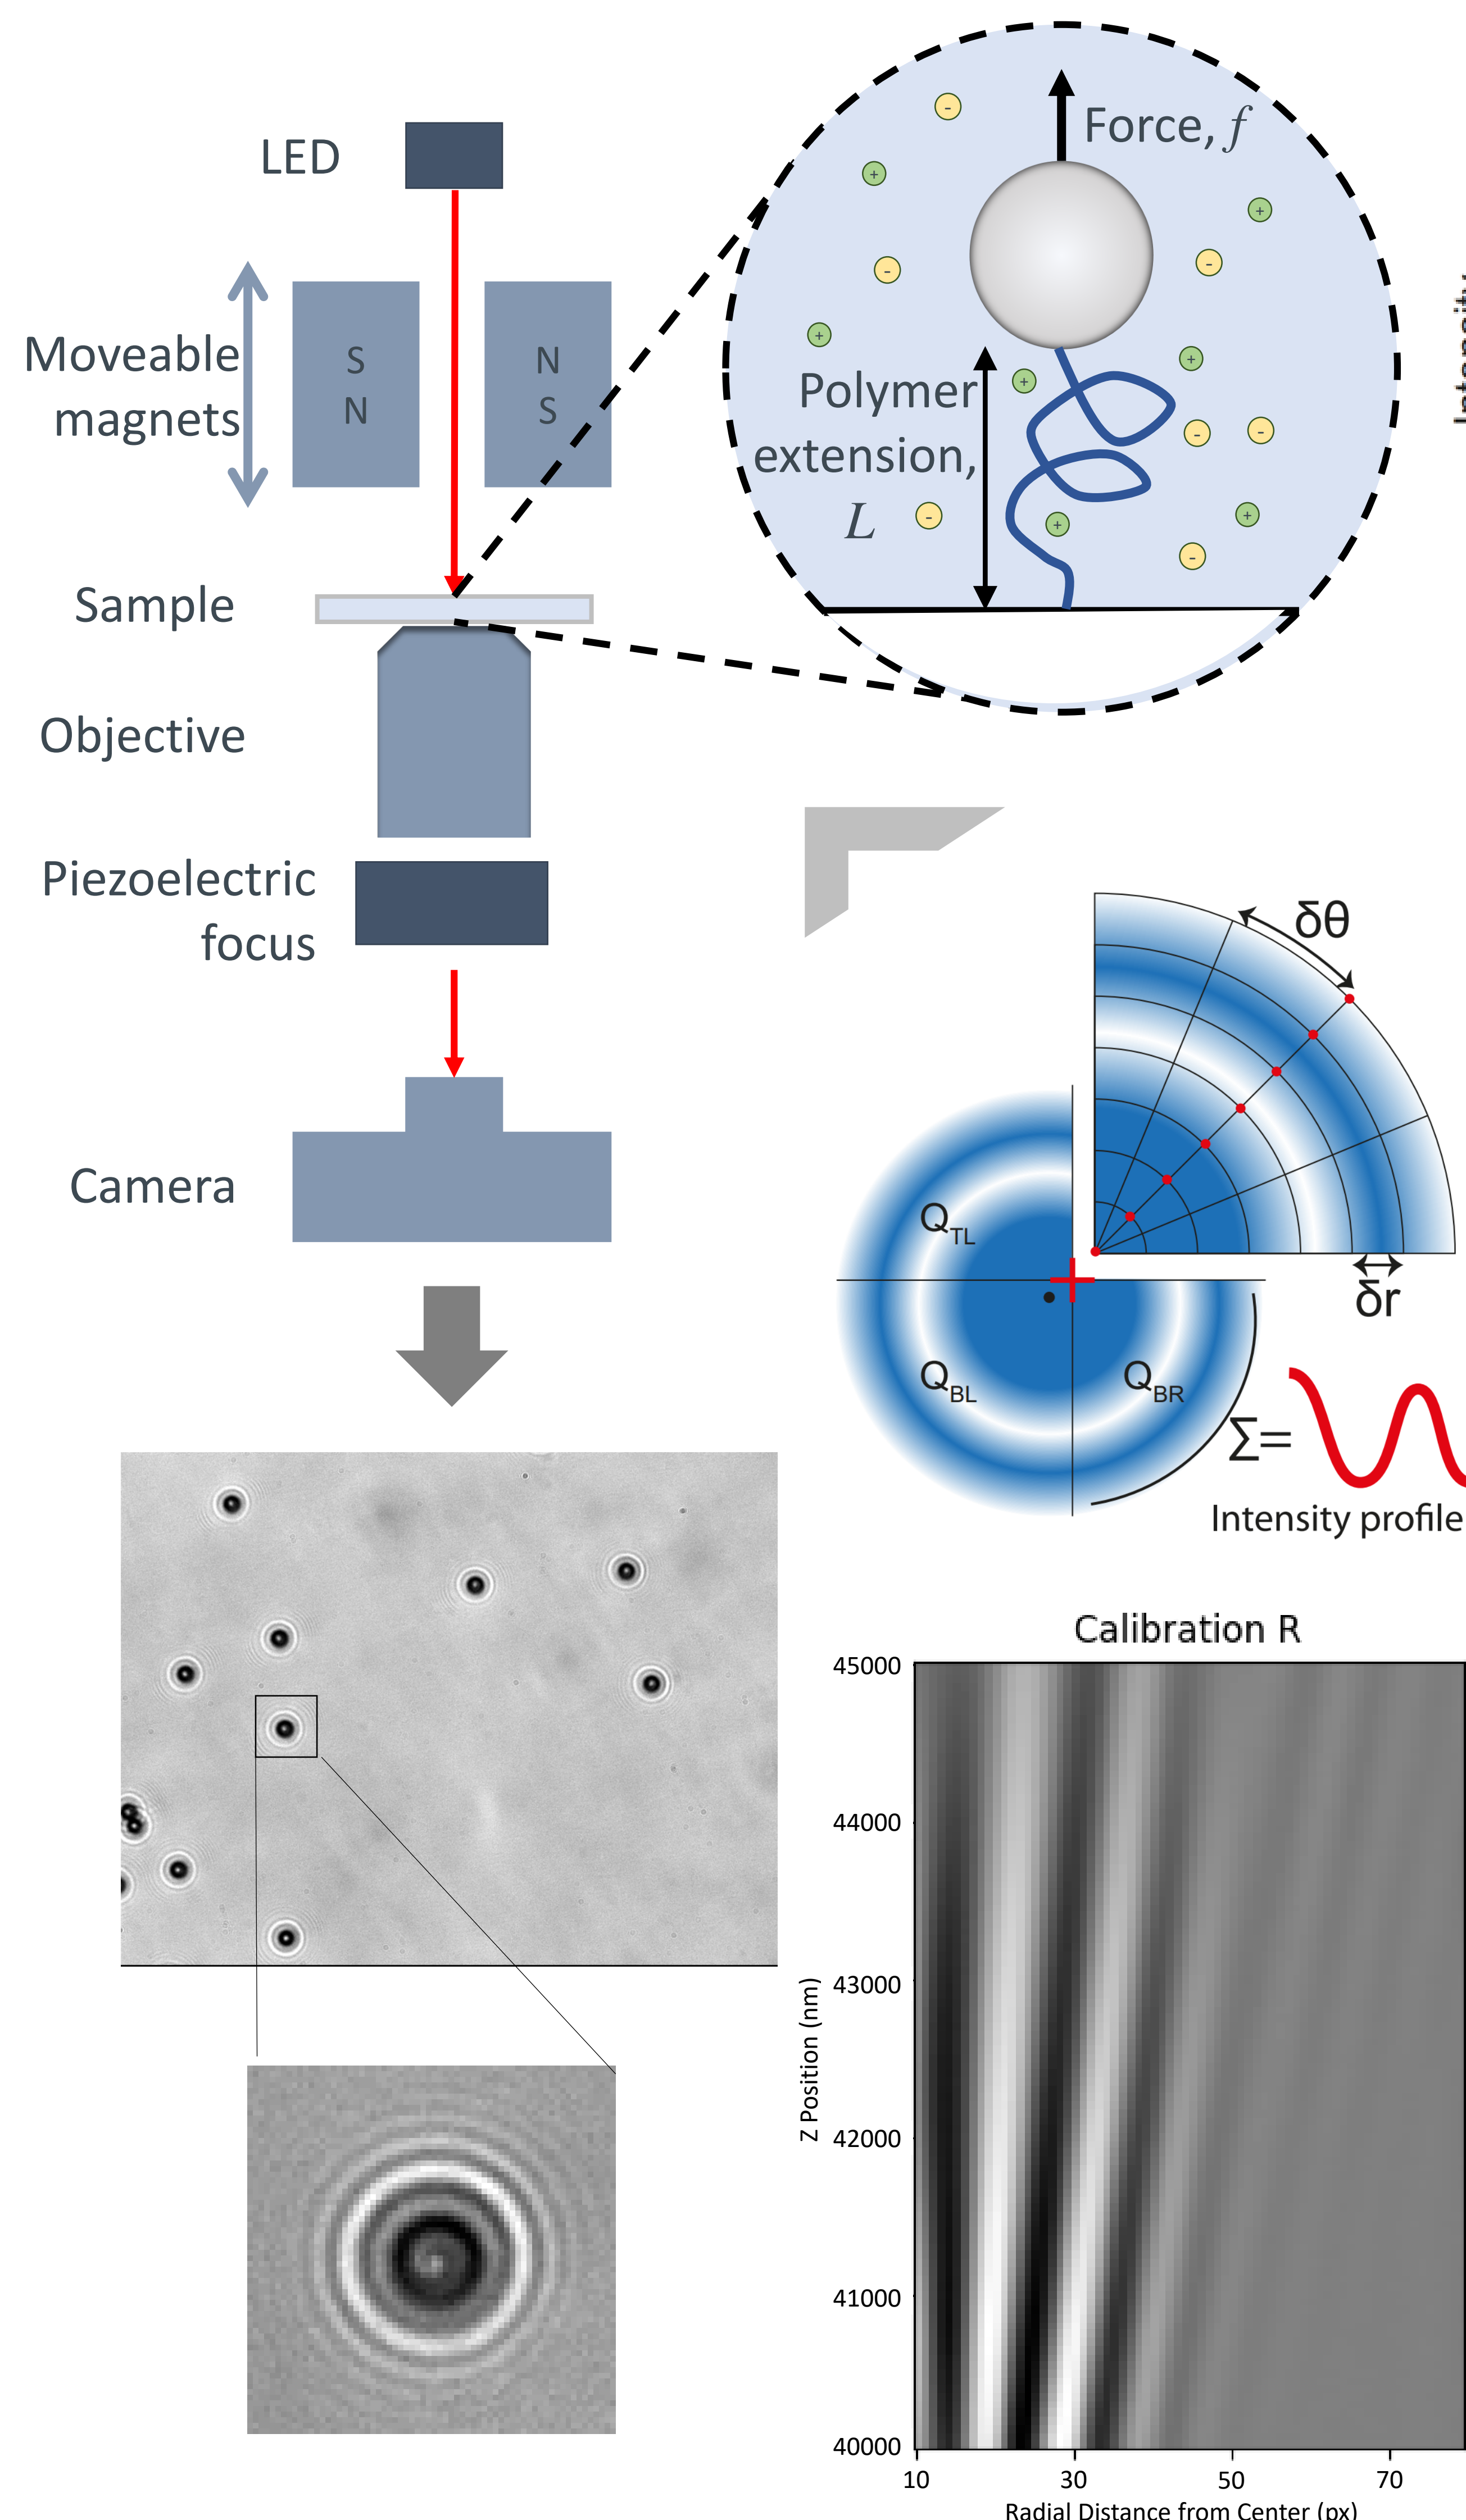 LED
Moveable
magnets
S
N
N
S
Sample
Objective
Piezoelectric
focus
Camera
Force, f
Polymer
extension,
L
-
+
+
-
-
+
+
+
-
-
-
+
+
-
δθ
δr
Q_TL
Q_BL
Q_BR
Σ=
Intensity profile
Calibration R
45000
44000
43000
42000
41000
40000
Z Position (nm)
10 30 50 70
Radial Distance from Center (px)